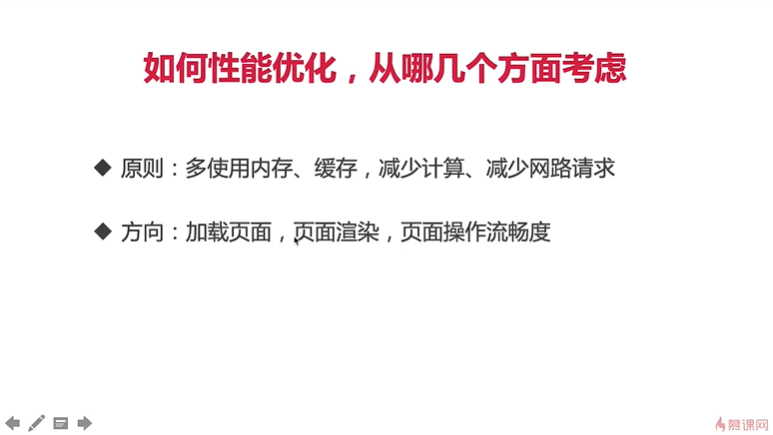 如何性能优化，从哪几个方面考虑
◆ 原则：多使用内存、缓存，减少计算、减少网路请求
◆ 方向：加载页面，页面渲染，页面操作流畅度
慕课网